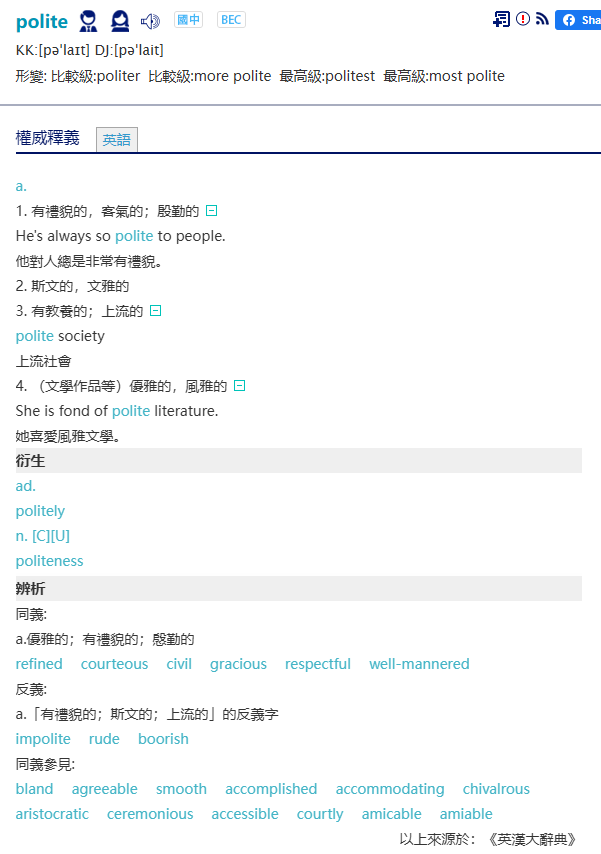 polite 國中 BEC Sha
KK:[pəˈlaɪt] DJ:[pəˈlait]
形變: 比較級:politer 比較級:more polite 最高級:politest 最高級:most polite
權威釋義 英語
a.
1. 有禮貌的，客氣的；殷勤的
He's always so polite to people.
他對人總是非常有禮貌。
2. 斯文的，文雅的
3. 有教養的；上流的
polite society
上流社會
4. （文學作品等）優雅的，風雅的
She is fond of polite literature.
她喜愛風雅文學。
衍生
ad.
politely
n. [C][U]
politeness
辨析
同義:
a.優雅的；有禮貌的；慇勤的
refined courteous civil gracious respectful well-mannered
反義:
a.「有禮貌的；斯文的；上流的」的反義字
impolite rude boorish
同義參見:
bland agreeable smooth accomplished accommodating chivalrous
aristocratic ceremonious accessible courtly amicable amiable
以上來源於：《英漢大辭典》